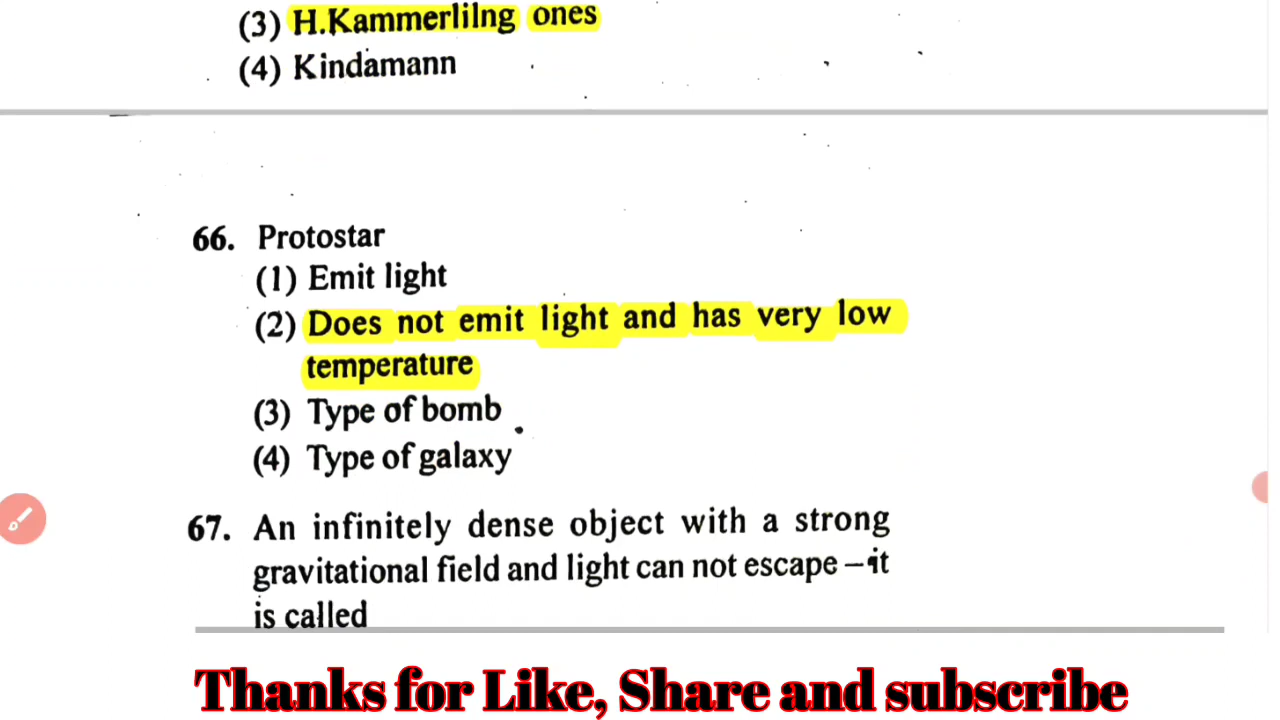 (3) H.Kammerlilng ones
(4) Kindamann
66. Protostar
(1) Emit light
(2) Does not emit light and has very low
temperature
(3) Type of bomb
(4) Type of galaxy
67. An infinitely dense object with a strong
gravitational field and light can not escape – it
is called
Thanks for Like, Share and subscribe